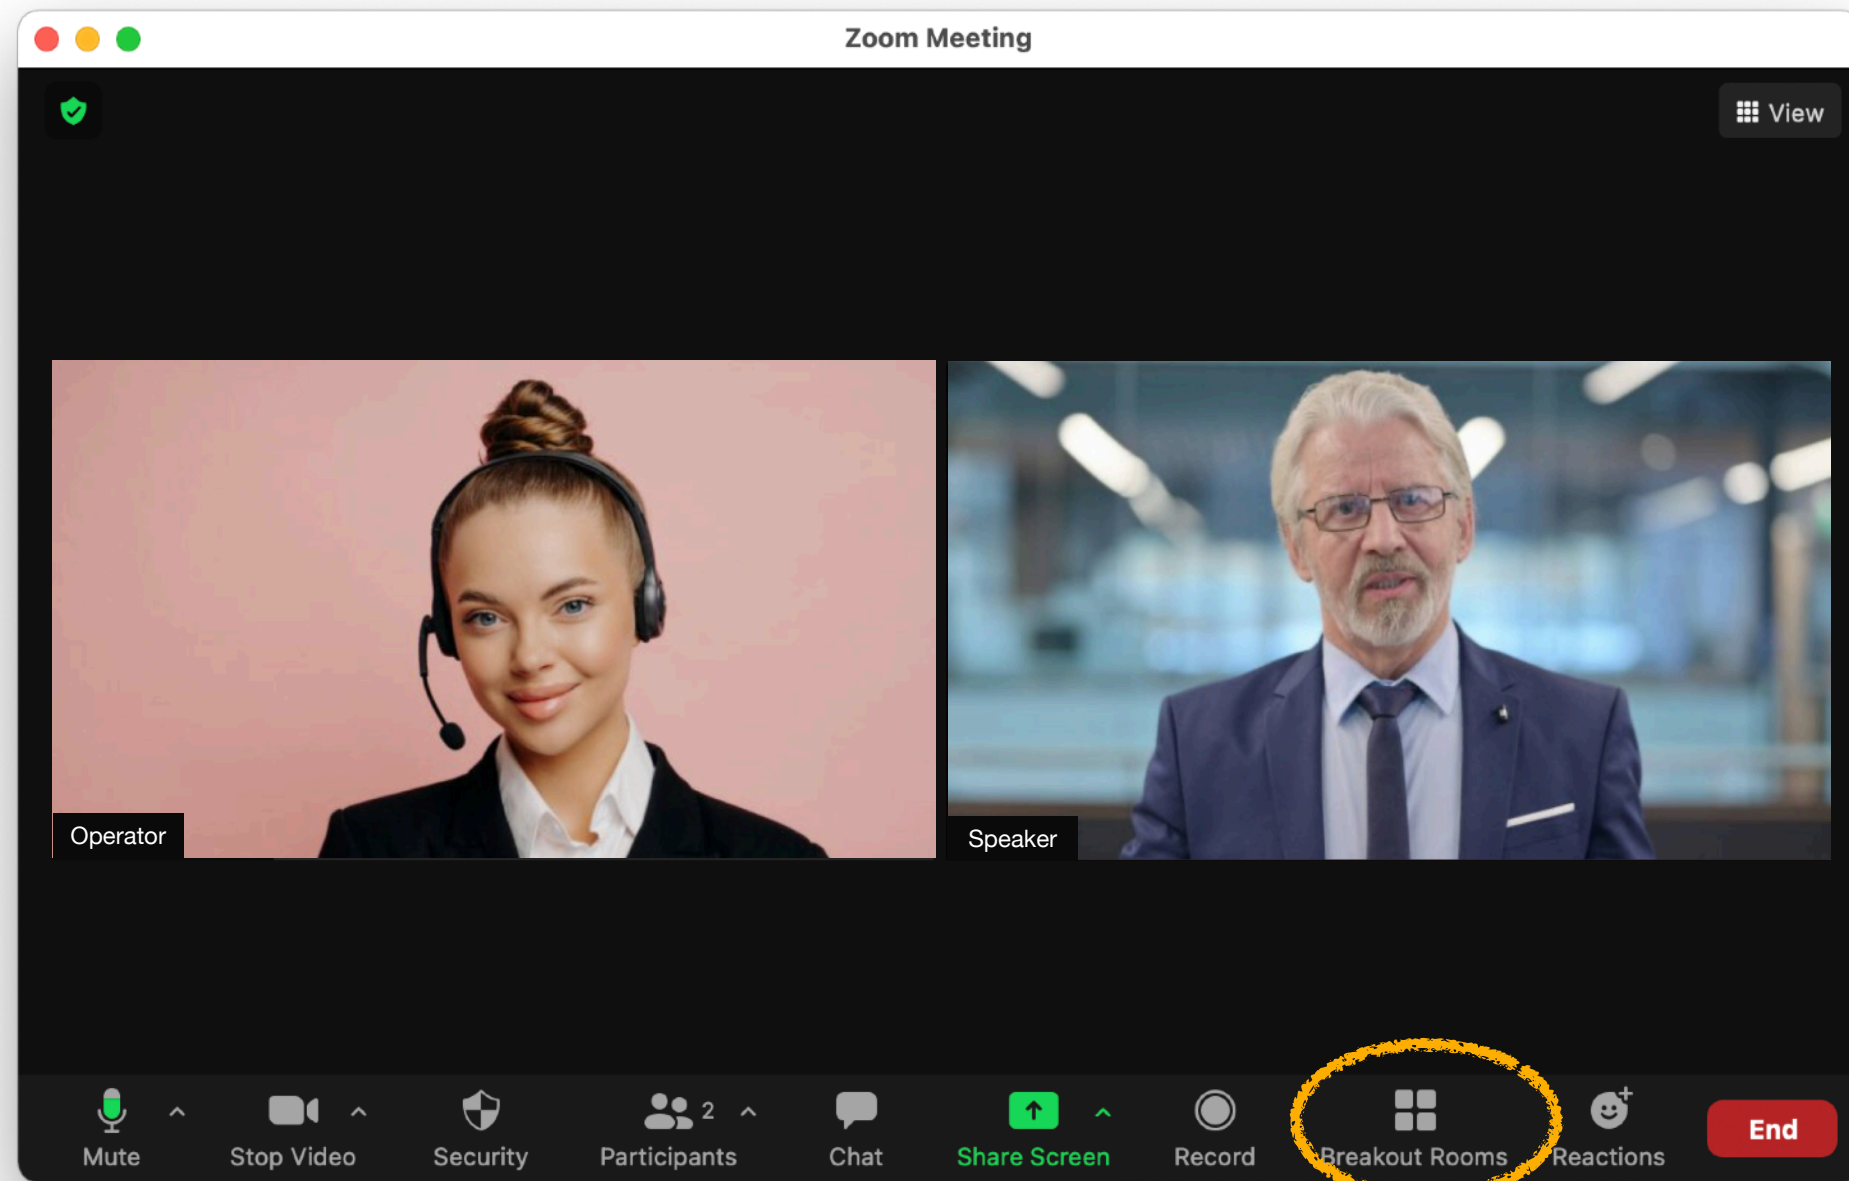 Zoom Meeting
View
Operator
Speaker
2
Mute
Stop Video
Security
Participants
Chat
Share Screen
Record
Breakout Rooms
Reactions
End